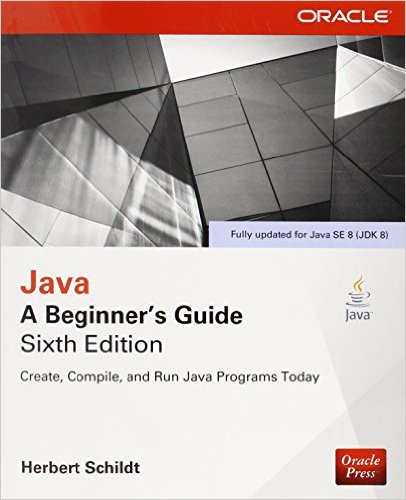 ORACLE®
Fully updated for Java SE 8 (JDK 8)
Java
A Beginner's Guide
Sixth Edition
Java
Create, Compile, and Run Java Programs Today
Herbert Schildt
Oracle
Press